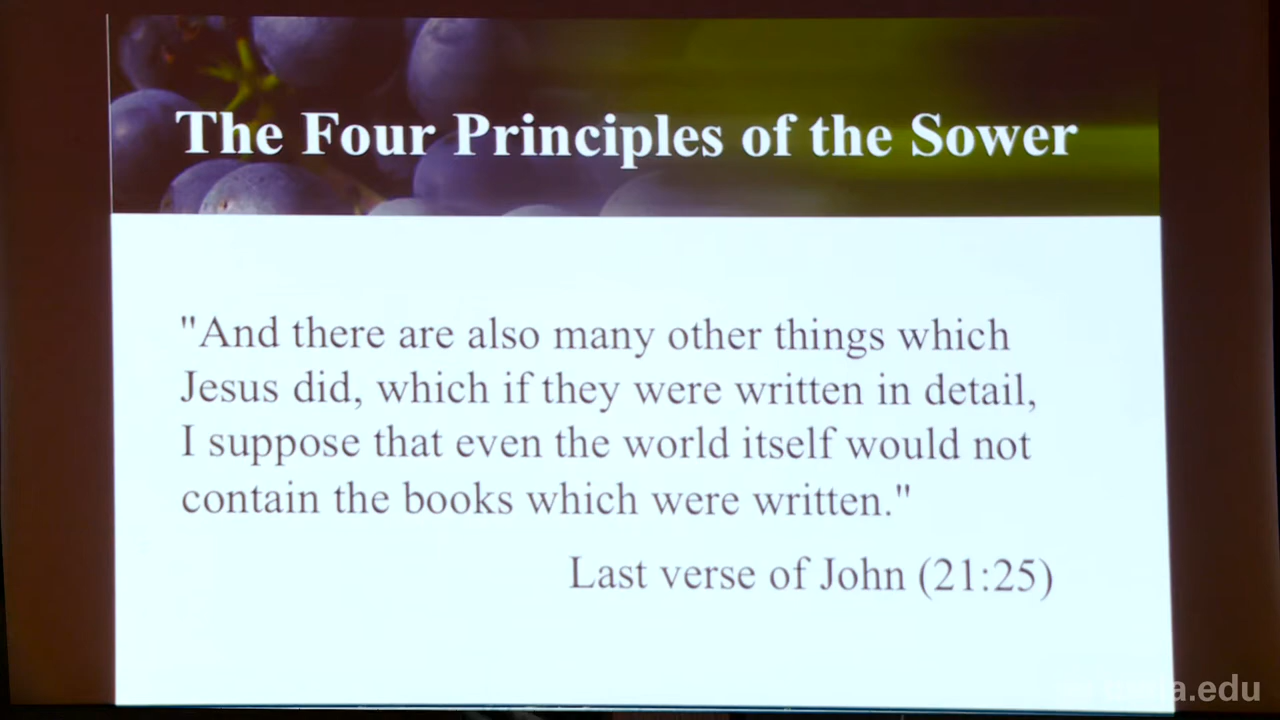 The Four Principles of the Sower
"And there are also many other things which
Jesus did, which if they were written in detail,
I suppose that even the world itself would not
contain the books which were written."
Last verse of John (21:25)